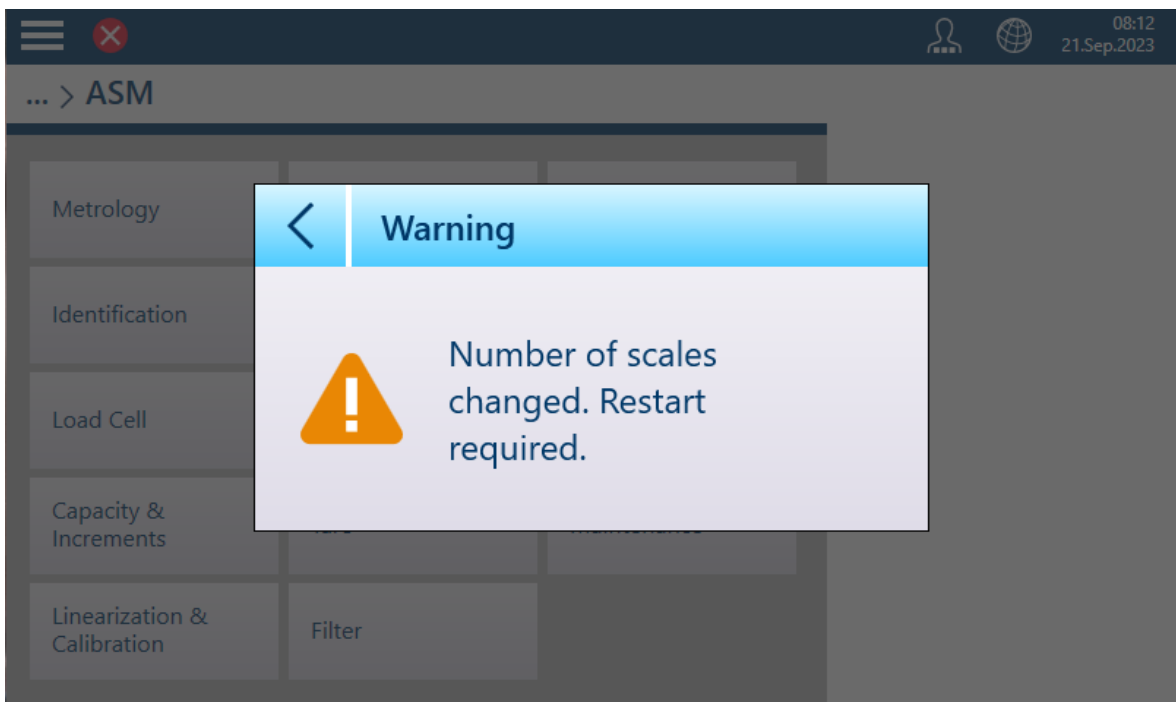 08:12
21.Sep.2023
... > ASM
Metrology
Warning
Identification
Number of scales
changed. Restart
required.
Load Cell
Capacity &
Increments
Linearization &
Calibration
Filter